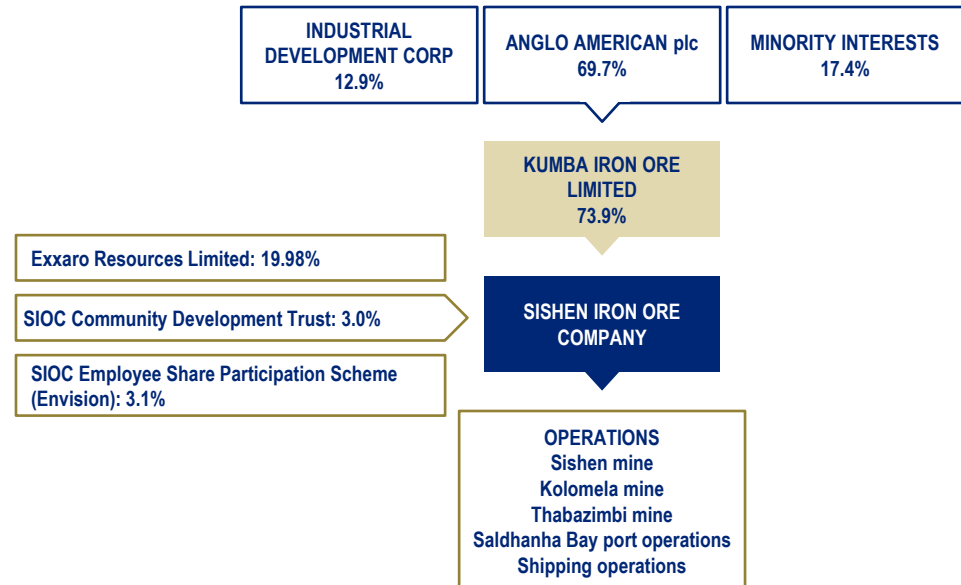 INDUSTRIAL
DEVELOPMENT CORP
12.9%
ANGLO AMERICAN plc
69.7%
MINORITY INTERESTS
17.4%
KUMBA IRON ORE
LIMITED
73.9%
Exxaro Resources Limited: 19.98%
SIOC Community Development Trust: 3.0%
SIOC Employee Share Participation Scheme
(Envision): 3.1%
SISHEN IRON ORE
COMPANY
OPERATIONS
Sishen mine
Kolomela mine
Thabazimbi mine
Saldhanha Bay port operations
Shipping operations